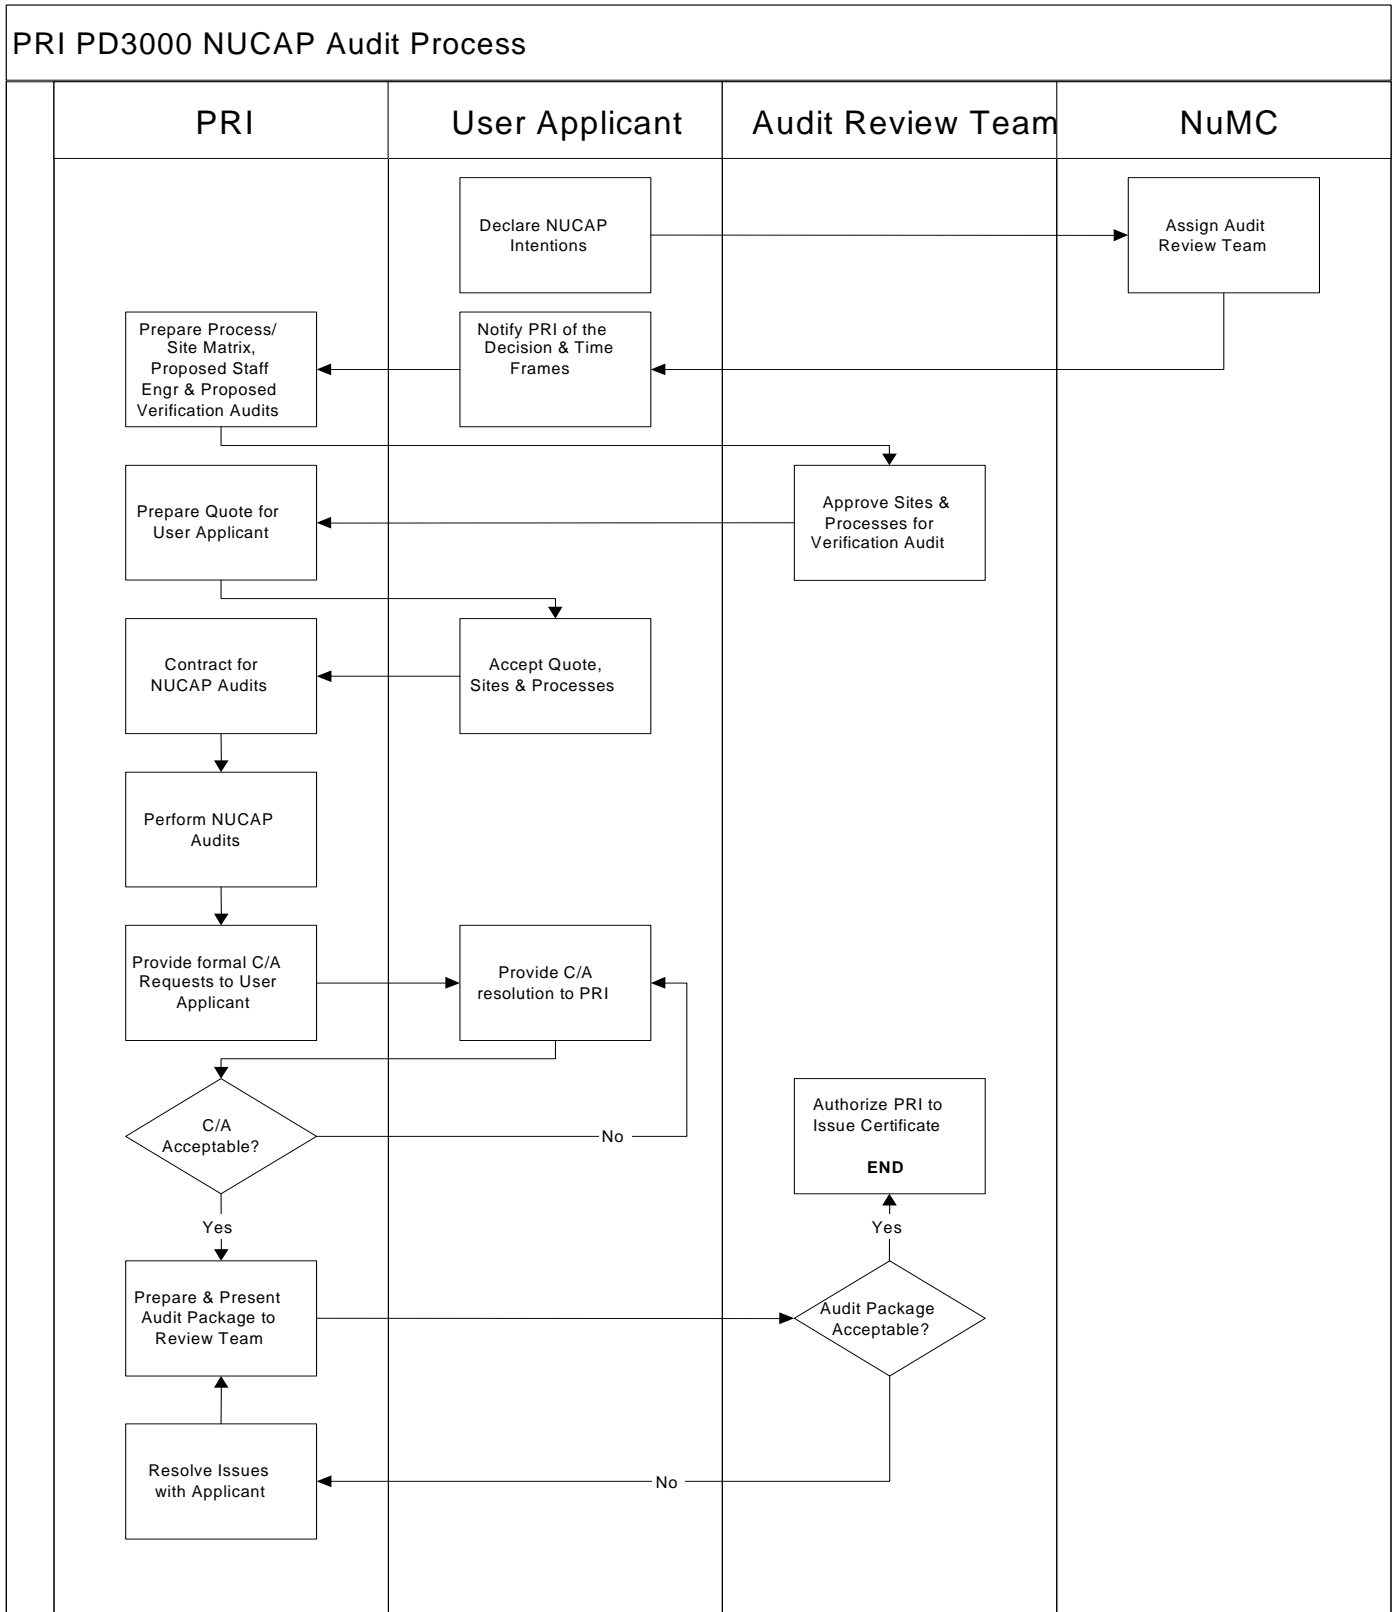 PRI PD3000 NUCAP Audit Process
PRI
User Applicant
Audit Review Team
NuMC
Declare NUCAP
Intentions
Assign Audit
Review Team
Prepare Process/
Site Matrix,
Proposed Staff
Engr & Proposed
Verification Audits
Notify PRI of the
Decision & Time
Frames
Prepare Quote for
User Applicant
Approve Sites &
Processes for
Verification Audit
Contract for
NUCAP Audits
Accept Quote,
Sites & Processes
Perform NUCAP
Audits
Provide formal C/A
Requests to User
Applicant
Provide C/A
resolution to PRI
C/A
Acceptable?
No
Authorize PRI to
Issue Certificate
END
Yes
Yes
Prepare & Present
Audit Package to
Review Team
Audit Package
Acceptable?
Resolve Issues
with Applicant
No